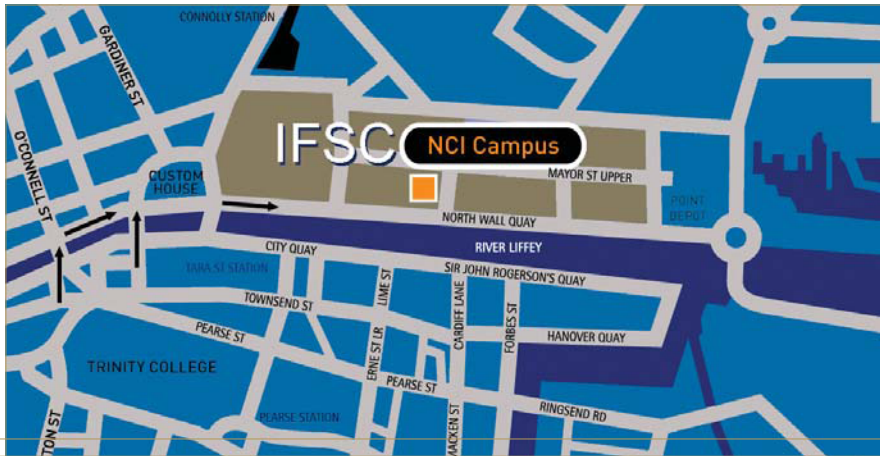 CONNOLLY STATION
GARDINER ST
O'CONNELL ST
IFSC
NCI Campus
CUSTOM
HOUSE
MAYOR ST UPPER
POINT
DEPOT
NORTH WALL QUAY
RIVER LIFFEY
CITY QUAY
TARA ST STATION
SIR JOHN ROGERSON'S QUAY
LIME ST
TOWNSEND ST
CARDIFF LANE
FORBES ST
HANOVER QUAY
PEARSE ST
ERNE ST LR
TRINITY COLLEGE
PEARSE ST
RINGSEND RD
PEARSE STATION
MACKEN ST
TON ST